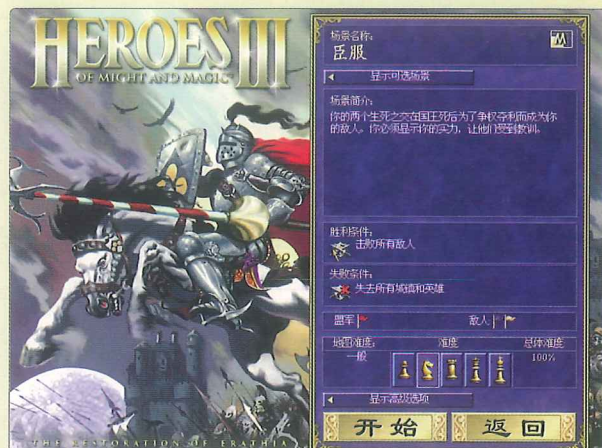 HEROES III
OF MIGHT AND MAGIC
THE RESTORATION OF ERATHIA
场景名称:
臣服
M
显示可选场景
场景简介:
你的两个生死之交在国王死后为了争权夺利而成为你
的敌人。你必须显示你的实力，让他们受到教训。
胜利条件:
击败所有敌人
失败条件:
失去所有城镇和英雄
盟军
敌人
地图难度:
难度:
总体难度
一般
100%
显示高级选项
开始
返回